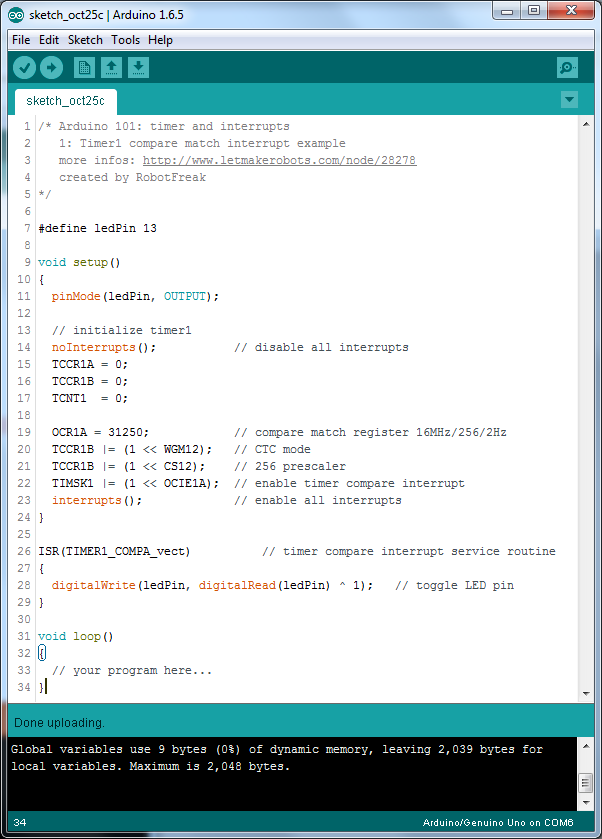 sketch_oct25c | Arduino 1.6.5
File Edit Sketch Tools Help
sketch_oct25c
1 /* Arduino 101: timer and interrupts
2    1: Timer1 compare match interrupt example
3    more infos: http://www.letmakerobots.com/node/28278
4    created by RobotFreak
5 */
6
7 #define ledPin 13
8
9 void setup()
10 {
11   pinMode(ledPin, OUTPUT);
12
13   // initialize timer1
14   noInterrupts();           // disable all interrupts
15   TCCR1A = 0;
16   TCCR1B = 0;
17   TCNT1  = 0;
18
19   OCR1A = 31250;            // compare match register 16MHz/256/2Hz
20   TCCR1B |= (1 << WGM12);   // CTC mode
21   TCCR1B |= (1 << CS12);    // 256 prescaler
22   TIMSK1 |= (1 << OCIE1A);  // enable timer compare interrupt
23   interrupts();             // enable all interrupts
24 }
25
26 ISR(TIMER1_COMPA_vect)          // timer compare interrupt service routine
27 {
28   digitalWrite(ledPin, digitalRead(ledPin) ^ 1);   // toggle LED pin
29 }
30
31 void loop()
32 {
33   // your program here...
34 }
Done uploading.
Global variables use 9 bytes (0%) of dynamic memory, leaving 2,039 bytes for
local variables. Maximum is 2,048 bytes.
34 Arduino/Genuino Uno on COM6